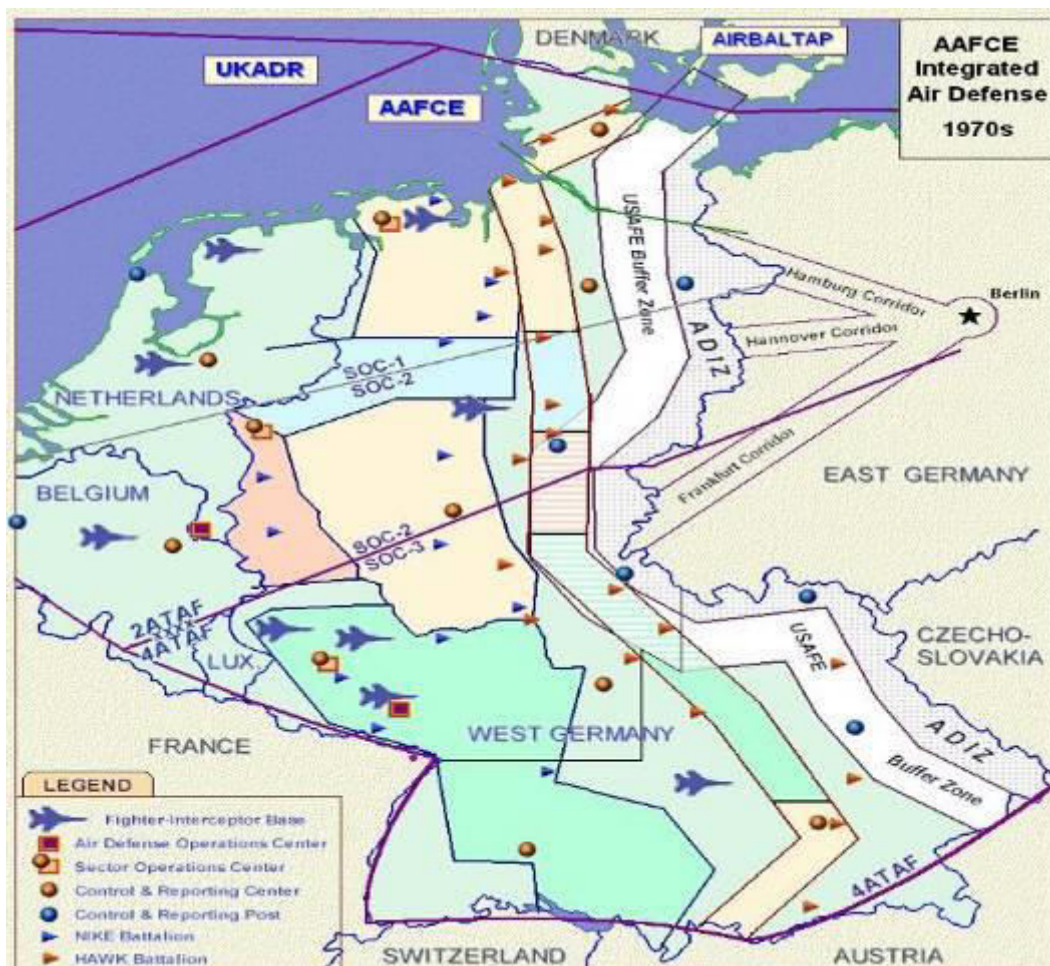 DENMARK
AIRBALTAP
AAFCE
Integrated
Air Defense
1970s
UKADR
AAFCE
USAFE Buffer Zone
Hamburg Corridor
Berlin
ADIZ
Hannover Corridor
SOC-1
SOC-2
NETHERLANDS
Frankfurt Corridor
EAST GERMANY
BELGIUM
SOC-2
SOC-3
2ATAF
4ATAF
LUX.
USAFE
CZECHO-
SLOVAKIA
ADIZ
WEST GERMANY
FRANCE
Buffer Zone
LEGEND
Fighter-Interceptor Base
Air Defense Operations Center
Sector Operations Center
Control & Reporting Center
Control & Reporting Post
NIKE Battalion
HAWK Battalion
4ATAF
SWITZERLAND
AUSTRIA